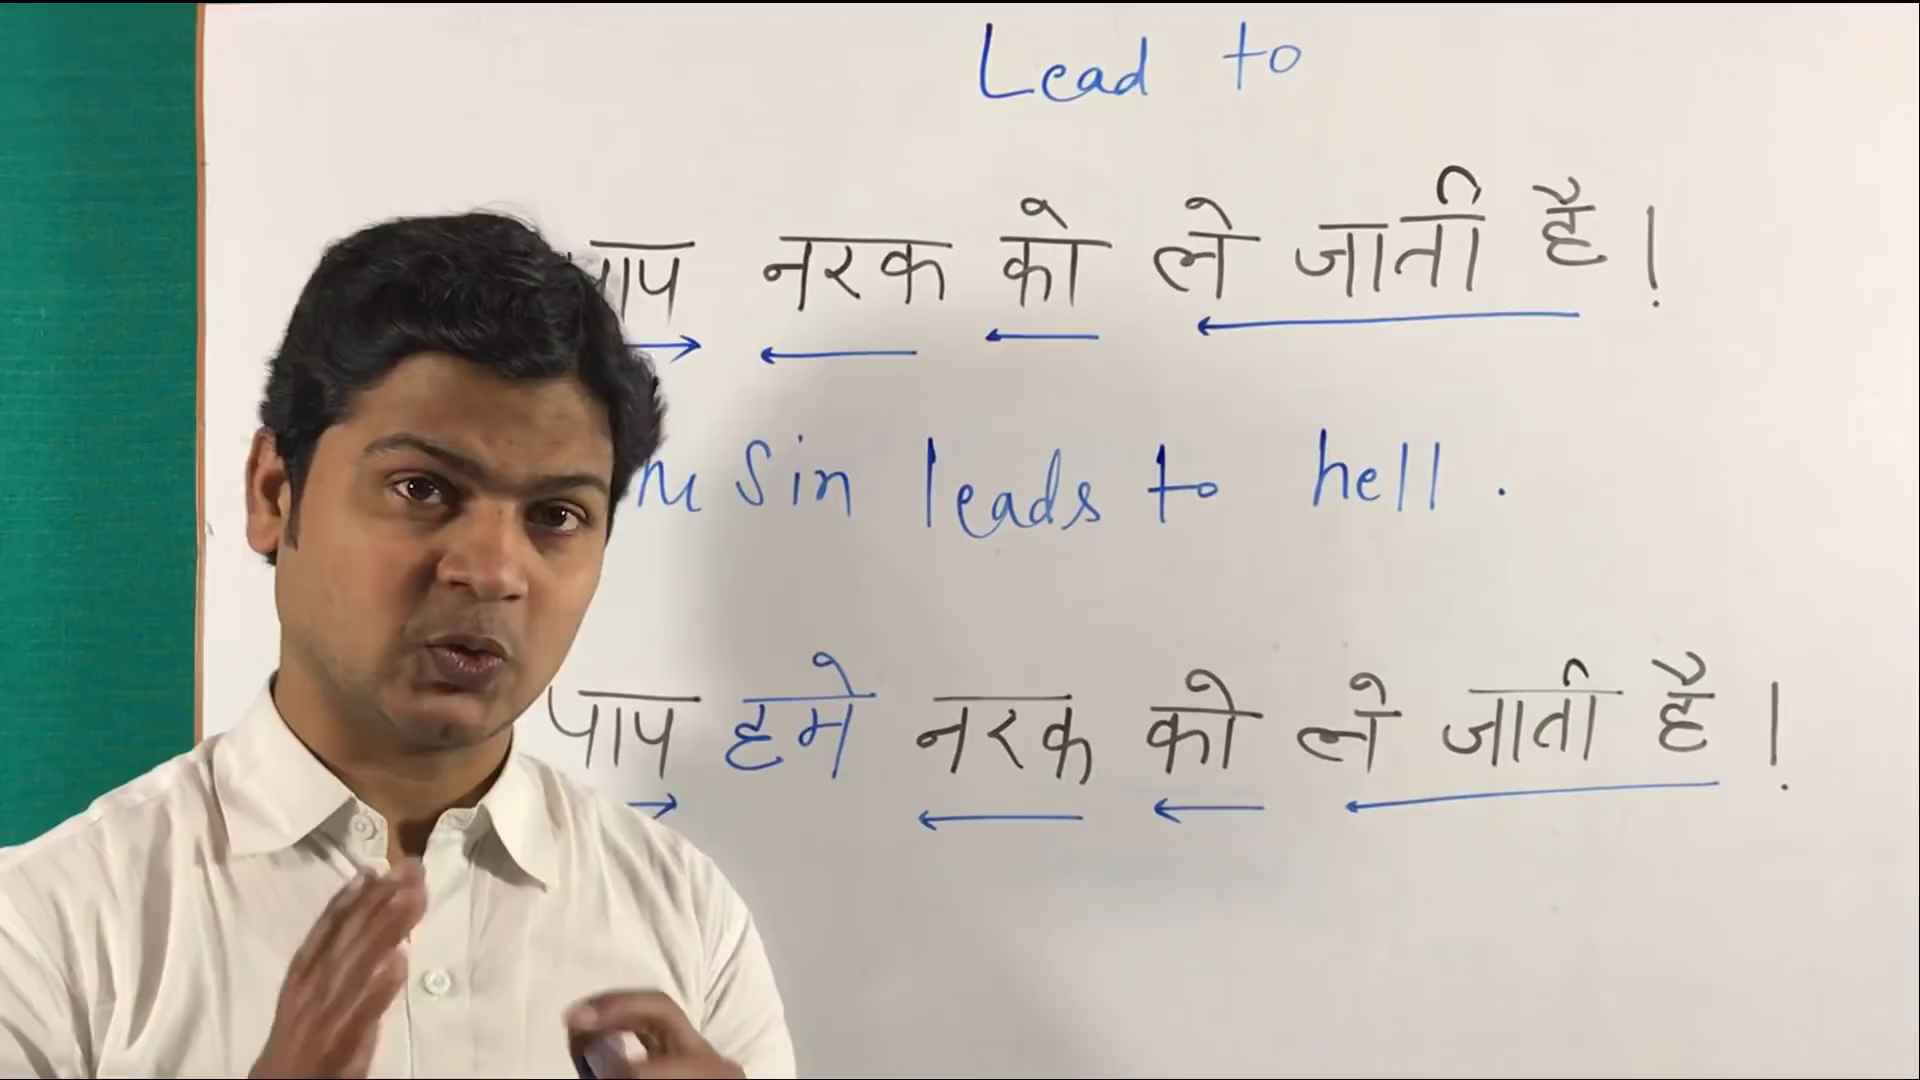 Lead to
पाप नरक को ले जाती है !
Sin leads to hell .
पाप हमे नरक को ले जाती है !